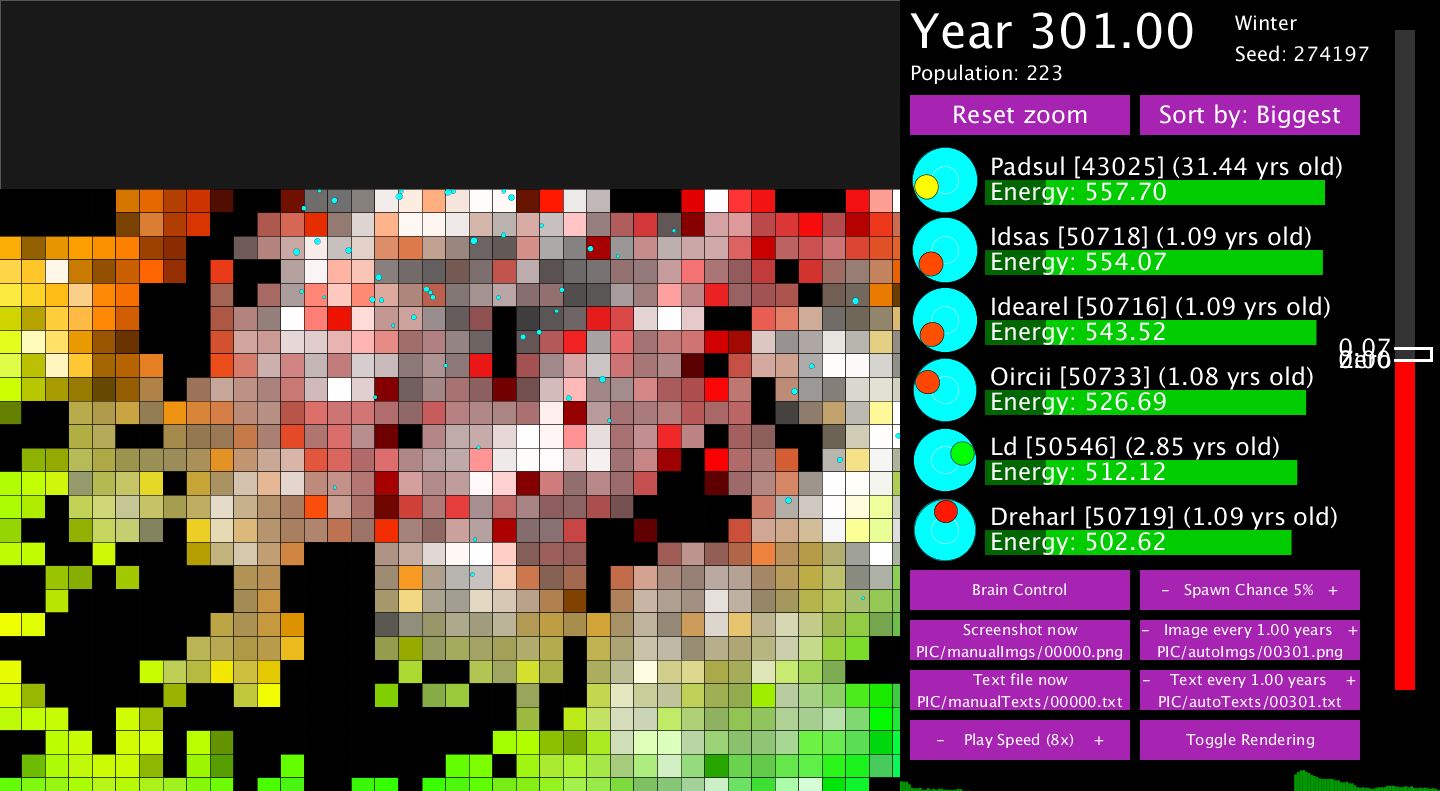 Year 301.00
Winter
Seed: 274197
Population: 223
Reset zoom
Sort by: Biggest
Padsul [43025] (31.44 yrs old)
Energy: 557.70
Idsas [50718] (1.09 yrs old)
Energy: 554.07
Idearel [50716] (1.09 yrs old)
Energy: 543.52
0.07
Oircii [50733] (1.08 yrs old)
Energy: 526.69
Ld [50546] (2.85 yrs old)
Energy: 512.12
Dreharl [50719] (1.09 yrs old)
Energy: 502.62
Brain Control
- Spawn Chance 5% +
Screenshot now
PIC/manualImgs/00000.png
- Image every 1.00 years +
PIC/autoImgs/00301.png
Text file now
PIC/manualTexts/00000.txt
- Text every 1.00 years +
PIC/autoTexts/00301.txt
- Play Speed (8x) +
Toggle Rendering